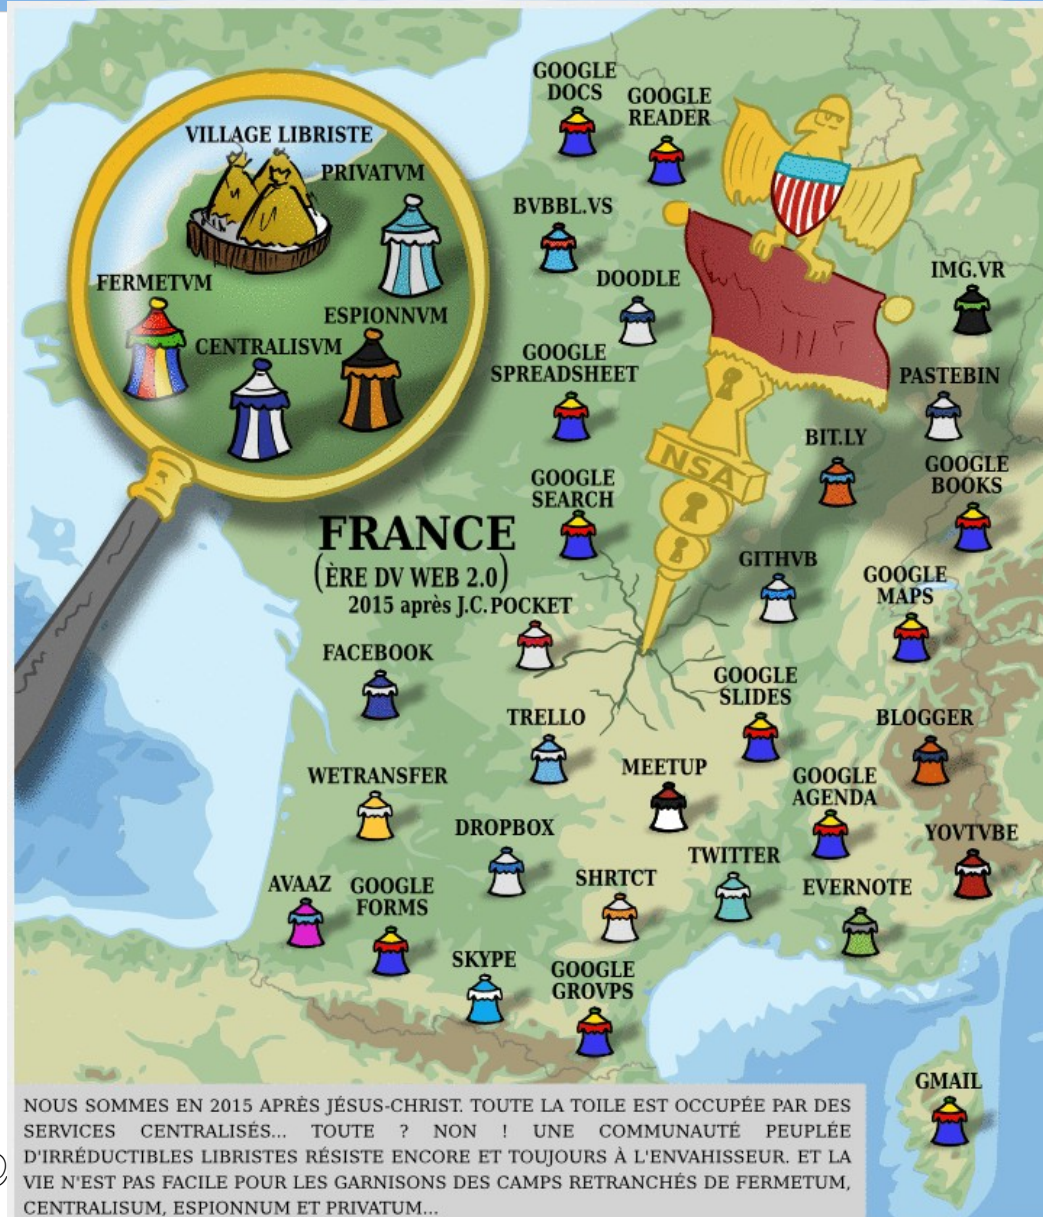 GOOGLE
DOCS
GOOGLE
READER
VILLAGE LIBRISTE
PRIVATVM
BVBBL.VS
DOODLE
IMG.VR
FERMETVM
ESPIONNVM
CENTRALISVM
GOOGLE
SPREADSHEET
PASTEBIN
BIT.LY
NSA
GOOGLE
BOOKS
GOOGLE
SEARCH
FRANCE
(ÈRE DV WEB 2.0)
2015 après J.C.
POCKET
GITHVB
GOOGLE
MAPS
FACEBOOK
GOOGLE
SLIDES
TRELLO
BLOGGER
WETRANSFER
MEETUP
GOOGLE
AGENDA
DROPBOX
YOVTVBE
TWITTER
AVAAZ
GOOGLE
FORMS
SHRTCT
EVERNOTE
SKYPE
GOOGLE
GROVPS
GMAIL
NOUS SOMMES EN 2015 APRÈS JÉSUS-CHRIST. TOUTE LA TOILE EST OCCUPÉE PAR DES
SERVICES CENTRALISÉS... TOUTE ? NON ! UNE COMMUNAUTÉ PEUPLÉE
D'IRRÉDUCTIBLES LIBRISTES RÉSISTE ENCORE ET TOUJOURS À L'ENVAHISSEUR. ET LA
VIE N'EST PAS FACILE POUR LES GARNISONS DES CAMPS RETRANCHÉS DE FERMETUM,
CENTRALISUM, ESPIONNUM ET PRIVATUM...